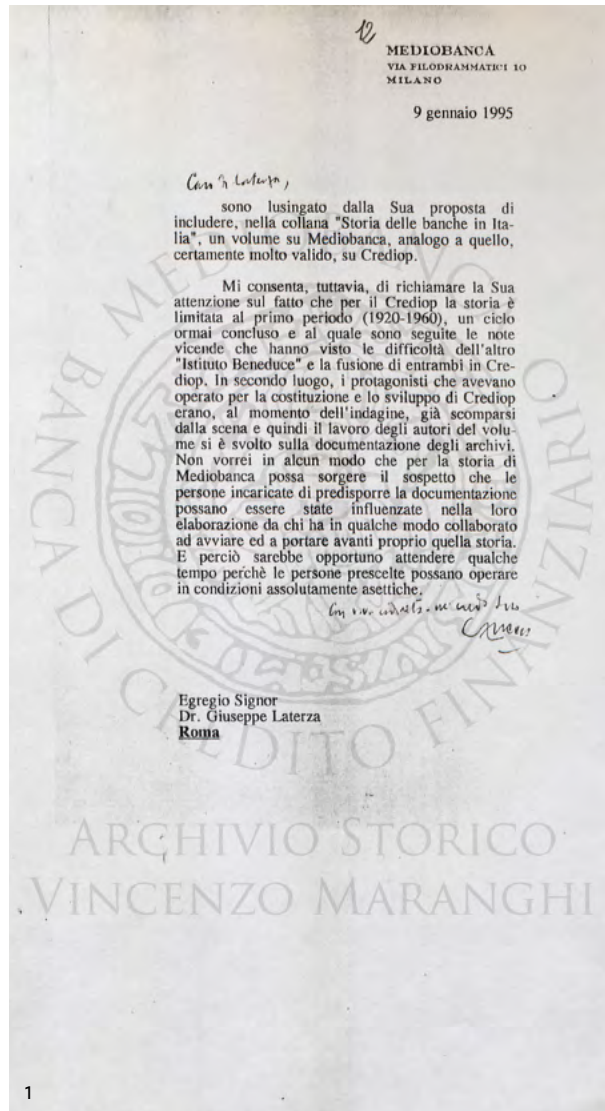 12
MEDIOBANCA
VIA FILODRAMMATICI 10
MILANO
9 gennaio 1995
sono lusingato dalla Sua proposta di
includere, nella collana "Storia delle banche in Ita-
lia", un volume su Mediobanca, analogo a quello,
certamente molto valido, su Crediop.
Mi consenta, tuttavia, di richiamare la Sua
attenzione sul fatto che per il Crediop la storia è
limitata al primo periodo (1920-1960), un ciclo
ormai concluso e al quale sono seguite le note
vicende che hanno visto le difficoltà dell'altro
"Istituto Beneduce" e la fusione di entrambi in Cre-
diop. In secondo luogo, i protagonisti che avevano
operato per la costituzione e lo sviluppo di Crediop
erano, al momento dell'indagine, già scomparsi
dalla scena e quindi il lavoro degli autori del volu-
me si è svolto sulla documentazione degli archivi.
Non vorrei in alcun modo che per la storia di
Mediobanca possa sorgere il sospetto che le
persone incaricate di predisporre la documentazione
possano essere state influenzate nella loro
elaborazione da chi ha in qualche modo collaborato
ad avviare ed a portare avanti proprio quella storia.
E perciò sarebbe opportuno attendere qualche
tempo perchè le persone prescelte possano operare
in condizioni assolutamente asettiche.
Egregio Signor
Dr. Giuseppe Laterza
Roma
MEDIOBANCA
BANCA DI CREDITO FINANZIARIO
ARCHIVIO STORICO
VINCENZO MARANGHI
1